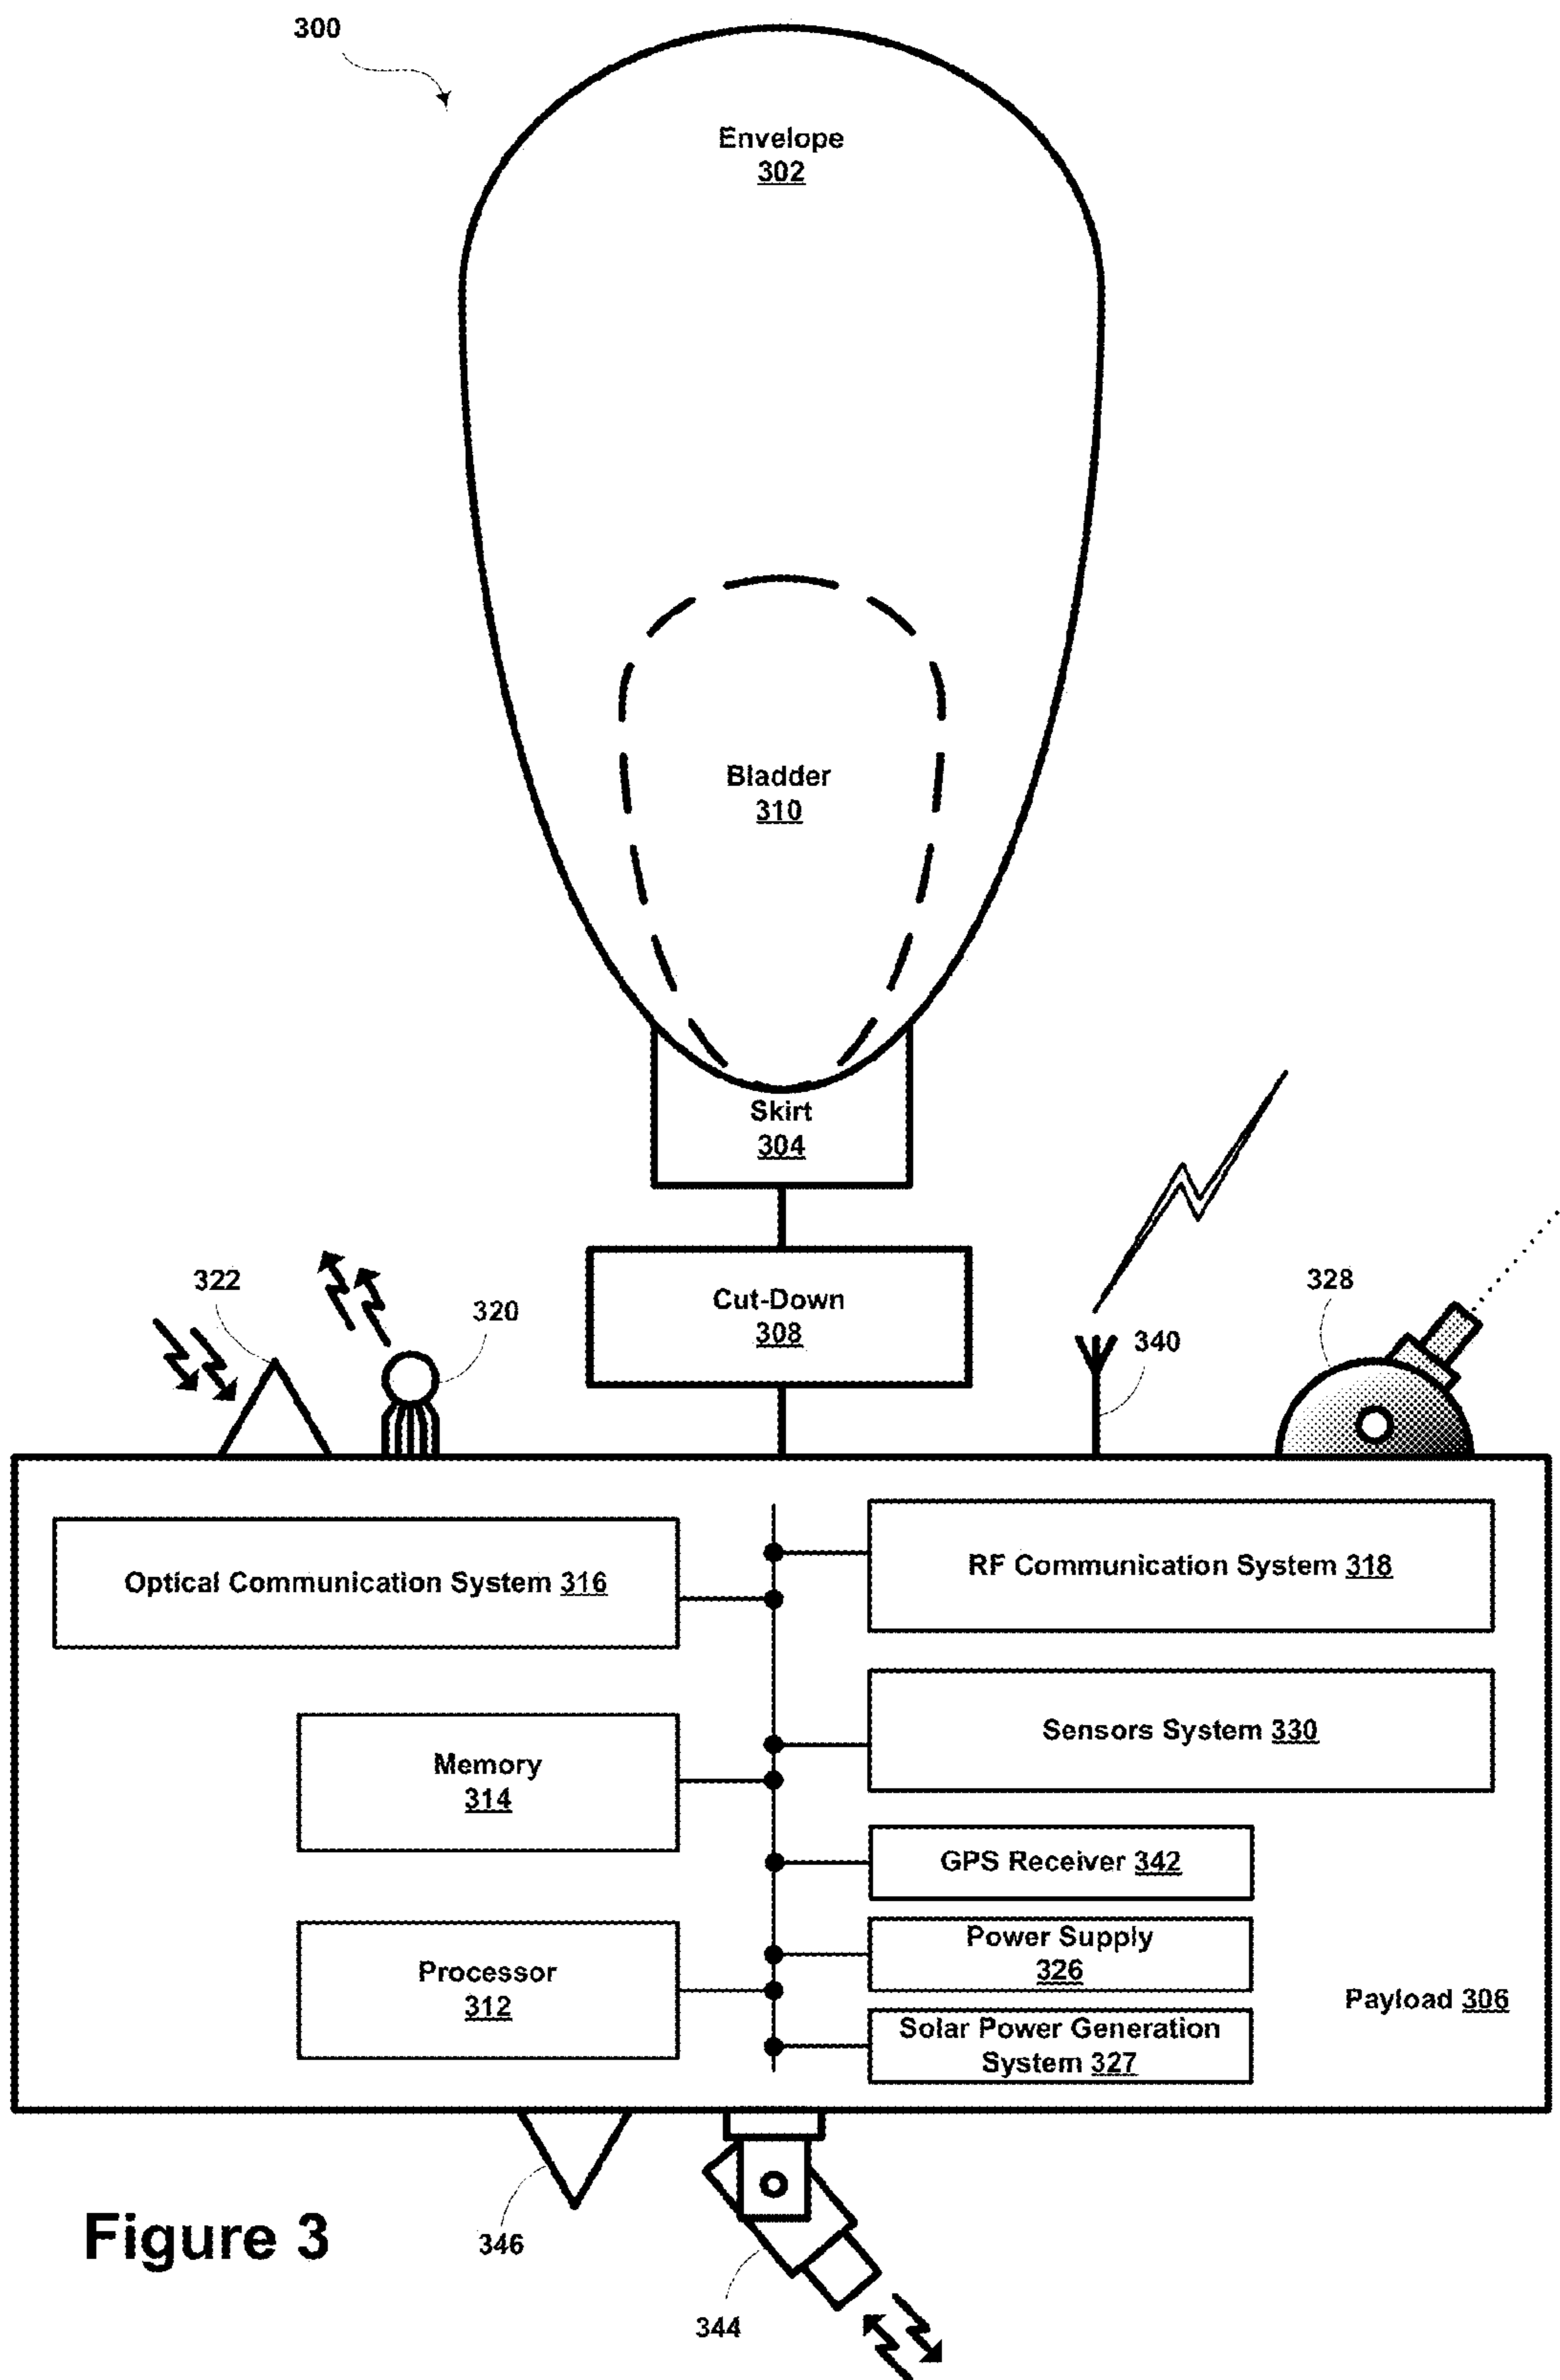 300
Envelope
302
Bladder
310
Skirt
304
322
320
Cut-Down
308
340
328
Optical Communication System 316
RF Communication System 318
Sensors System 330
Memory
314
GPS Receiver 342
Power Supply
326
Processor
312
Payload 306
Solar Power Generation
System 327
346
344
Figure 3